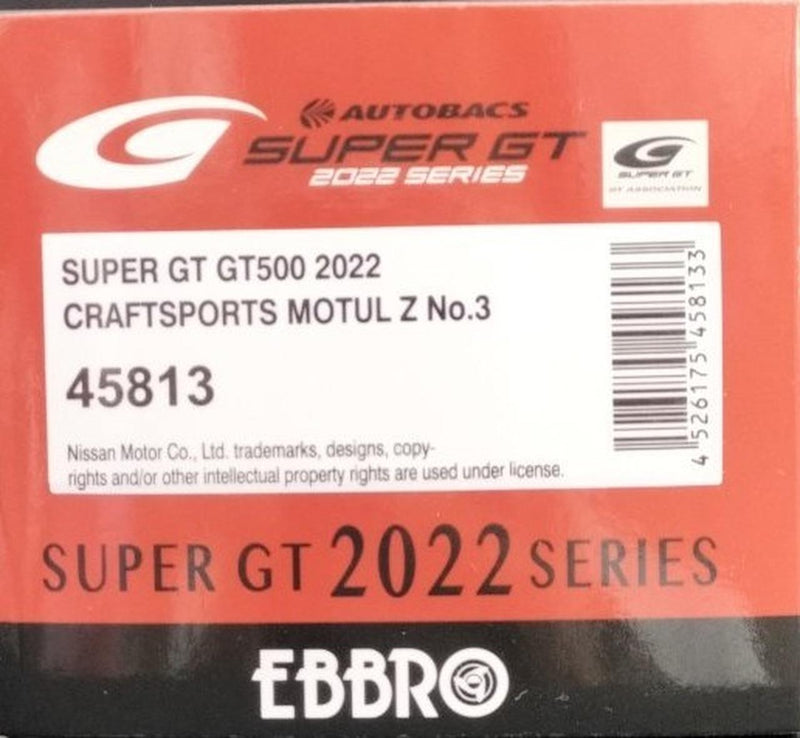 AUTOBACS
SUPER GT
2022 SERIES
SUPER GT
GT ASSOCIATION
SUPER GT GT500 2022
CRAFTSPORTS MOTUL Z No.3
45813
Nissan Motor Co., Ltd. trademarks, designs, copy-
rights and/or other intellectual property rights are used under license.
4 526175 458133
SUPER GT 2022 SERIES
EBBRO